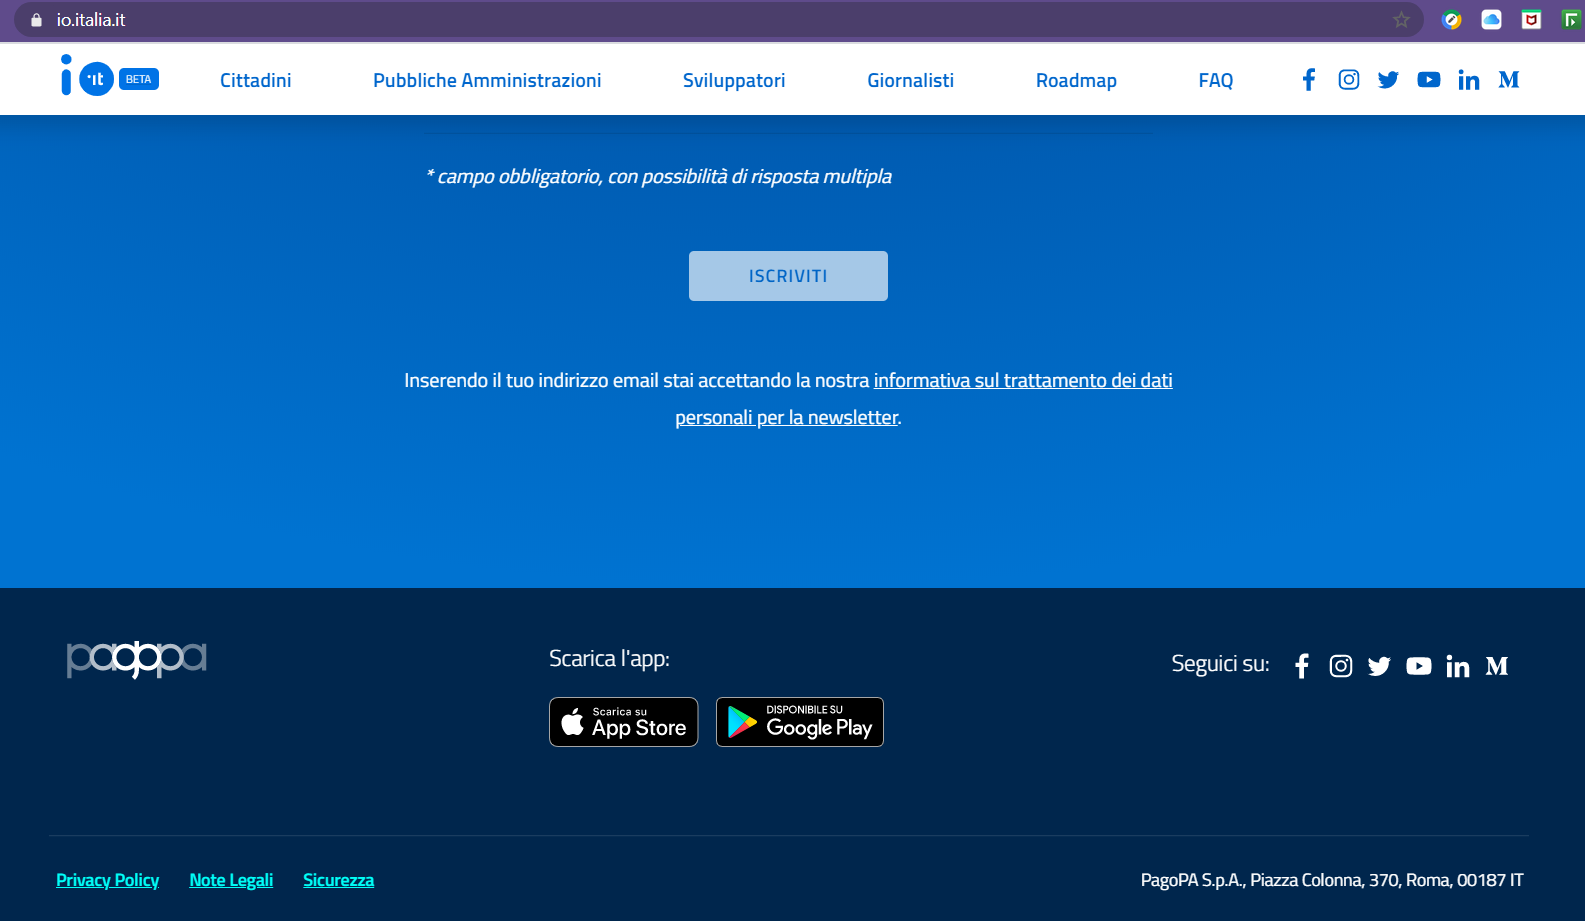 io.italia.it
io it BETA Cittadini Pubbliche Amministrazioni Sviluppatori Giornalisti Roadmap FAQ
* campo obbligatorio, con possibilità di risposta multipla
ISCRIVITI
Inserendo il tuo indirizzo email stai accettando la nostra informativa sul trattamento dei dati
personali per la newsletter.
pagopa
Scarica l'app:
Seguici su:
Scarica su
App Store
DISPONIBILE SU
Google Play
Privacy Policy Note Legali Sicurezza
PagoPA S.p.A., Piazza Colonna, 370, Roma, 00187 IT